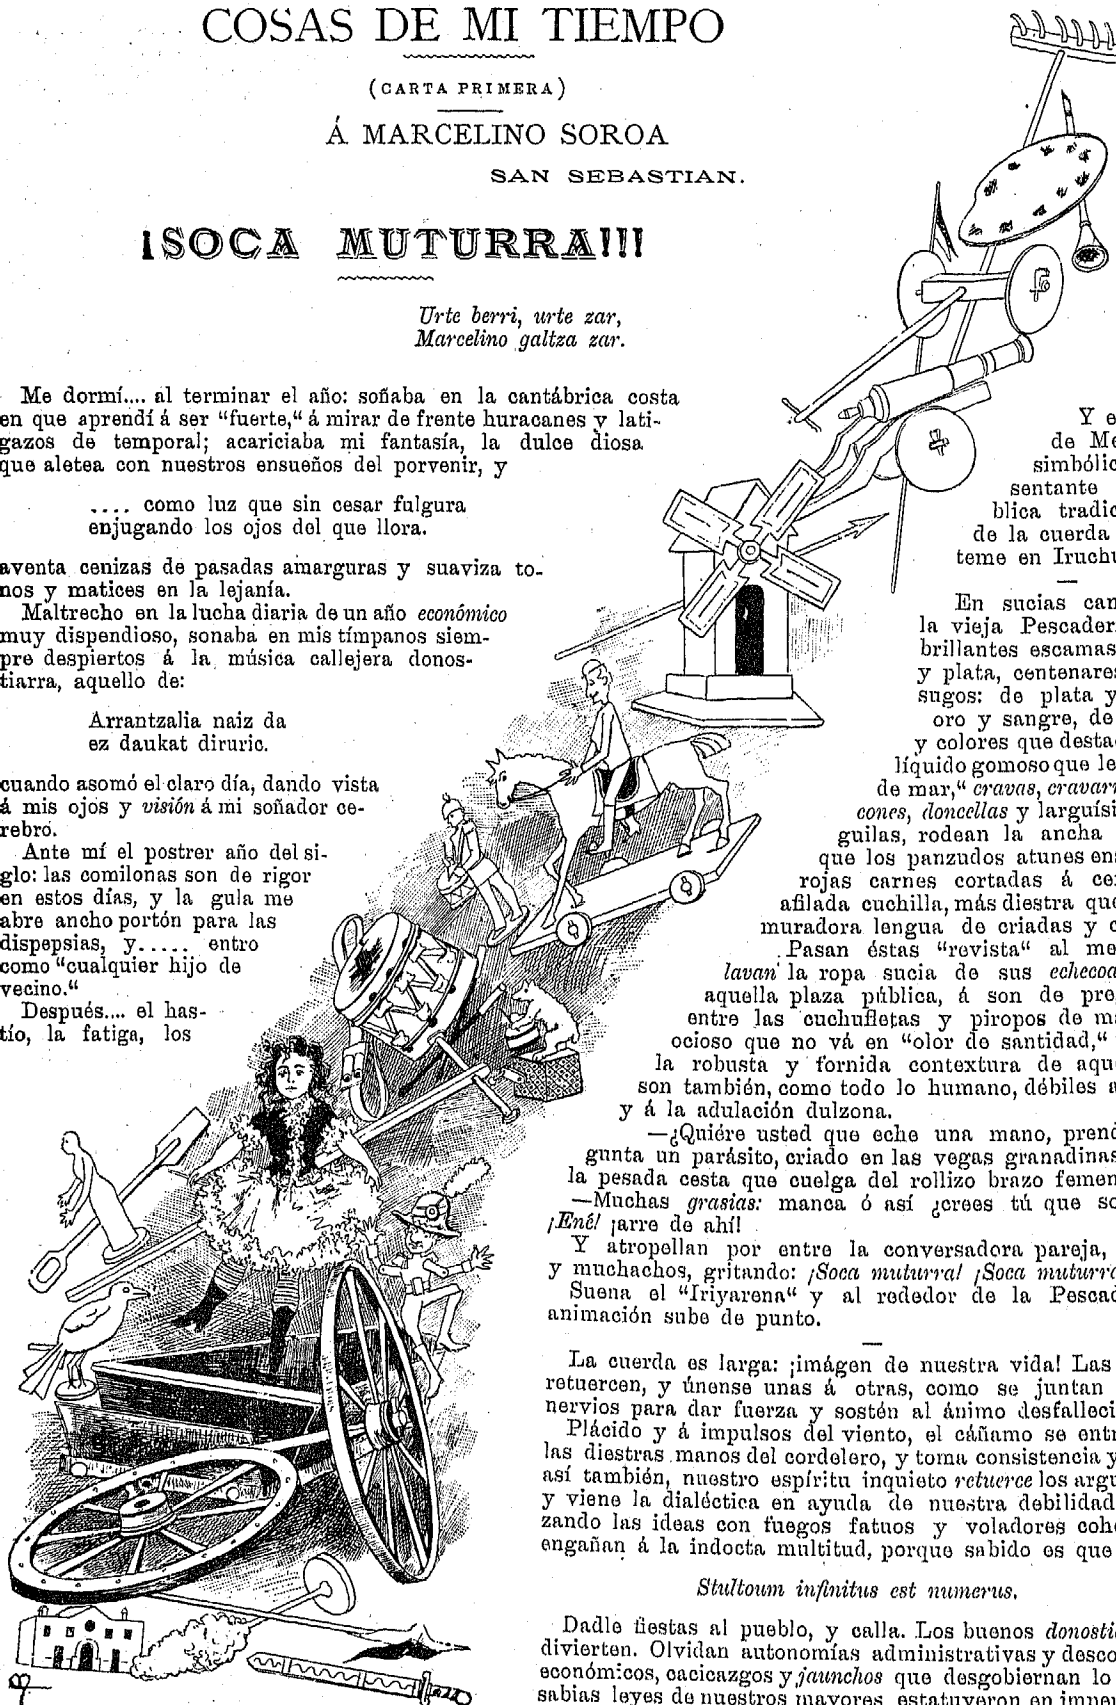 COSAS DE MI TIEMPO
(CARTA PRIMERA)
Á MARCELINO SOROA
SAN SEBASTIAN.
¡SOCA MUTURRA!!!
Urte berri, urte zar,
Marcelino galtza zar.
Me dormí.... al terminar el año: soñaba en la cantábrica costa
en que aprendí á ser "fuerte," á mirar de frente huracanes y lati-
gazos de temporal; acariciaba mi fantasía, la dulce diosa
que aletea con nuestros ensueños del porvenir, y
.... como luz que sin cesar fulgura
enjugando los ojos del que llora.
aventa cenizas de pasadas amarguras y suaviza to-
nos y matices en la lejanía.
Maltrecho en la lucha diaria de un año económico
muy dispendioso, sonaba en mis tímpanos siem-
pre despiertos á la música callejera donos-
tiarra, aquello de:
Arrantzalia naiz da
ez daukat diruric.
cuando asomó el claro día, dando vista
á mis ojos y visión á mi soñador ce-
rebro.
Ante mí el postrer año del si-
glo: las comilonas son de rigor
en estos días, y la gula me
abre ancho portón para las
dispepsias, y..... entro
como "cualquier hijo de
vecino."
Después.... el has-
tío, la fatiga, los
Y e
de Me
simbólic
sentante
blica tradic
de la cuerda
teme en Iruchu
En sucias can
la vieja Pescader
brillantes escamas
y plata, centenares
sugos: de plata y
oro y sangre, de
y colores que desta
líquido gomoso que le
de mar," cravas, cravarr
cones, doncellas y larguísi
guilas, rodean la ancha
que los panzudos atunes ens
rojas carnes cortadas á cer
afilada cuchilla, más diestra que
muradora lengua de criadas y c
Pasan éstas "revista" al me
lavan la ropa sucia de sus echecoa
aquella plaza pública, á son de pre
entre las cuchufletas y piropos de ma
ocioso que no vá en "olor de santidad,"
la robusta y fornida contextura de aqu
son también, como todo lo humano, débiles a
y á la adulación dulzona.
—¿Quiére usted que eche una mano, prend
gunta un parásito, criado en las vegas granadinas
la pesada cesta que cuelga del rollizo brazo femen
—Muchas grasias: manca ó así ¿crees tú que so
¡Ené! ¡arre de ahí!
Y atropellan por entre la conversadora pareja,
y muchachos, gritando: ¡Soca muturra! ¡Soca muturra
Suena el "Iriyarena" y al rededor de la Pescad
animación sube de punto.
La cuerda es larga: ¡imágen de nuestra vida! Las
retuercen, y únense unas á otras, como se juntan
nervios para dar fuerza y sostén al ánimo desfalleci
Plácido y á impulsos del viento, el cáñamo se entr
las diestras manos del cordelero, y toma consistencia y
así también, nuestro espíritu inquieto retuerce los argu
y viene la dialéctica en ayuda de nuestra debilidad
zando las ideas con fuegos fatuos y voladores cohe
engañan á la indocta multitud, porque sabido es que
Stultoum infinitus est numerus.
Dadle fiestas al pueblo, y calla. Los buenos donosti
divierten. Olvidan autonomías administrativas y desco
económicos, cacicazgos y jaunchos que desgobiernan lo
sabias leyes de nuestros mayores estatuyeron en